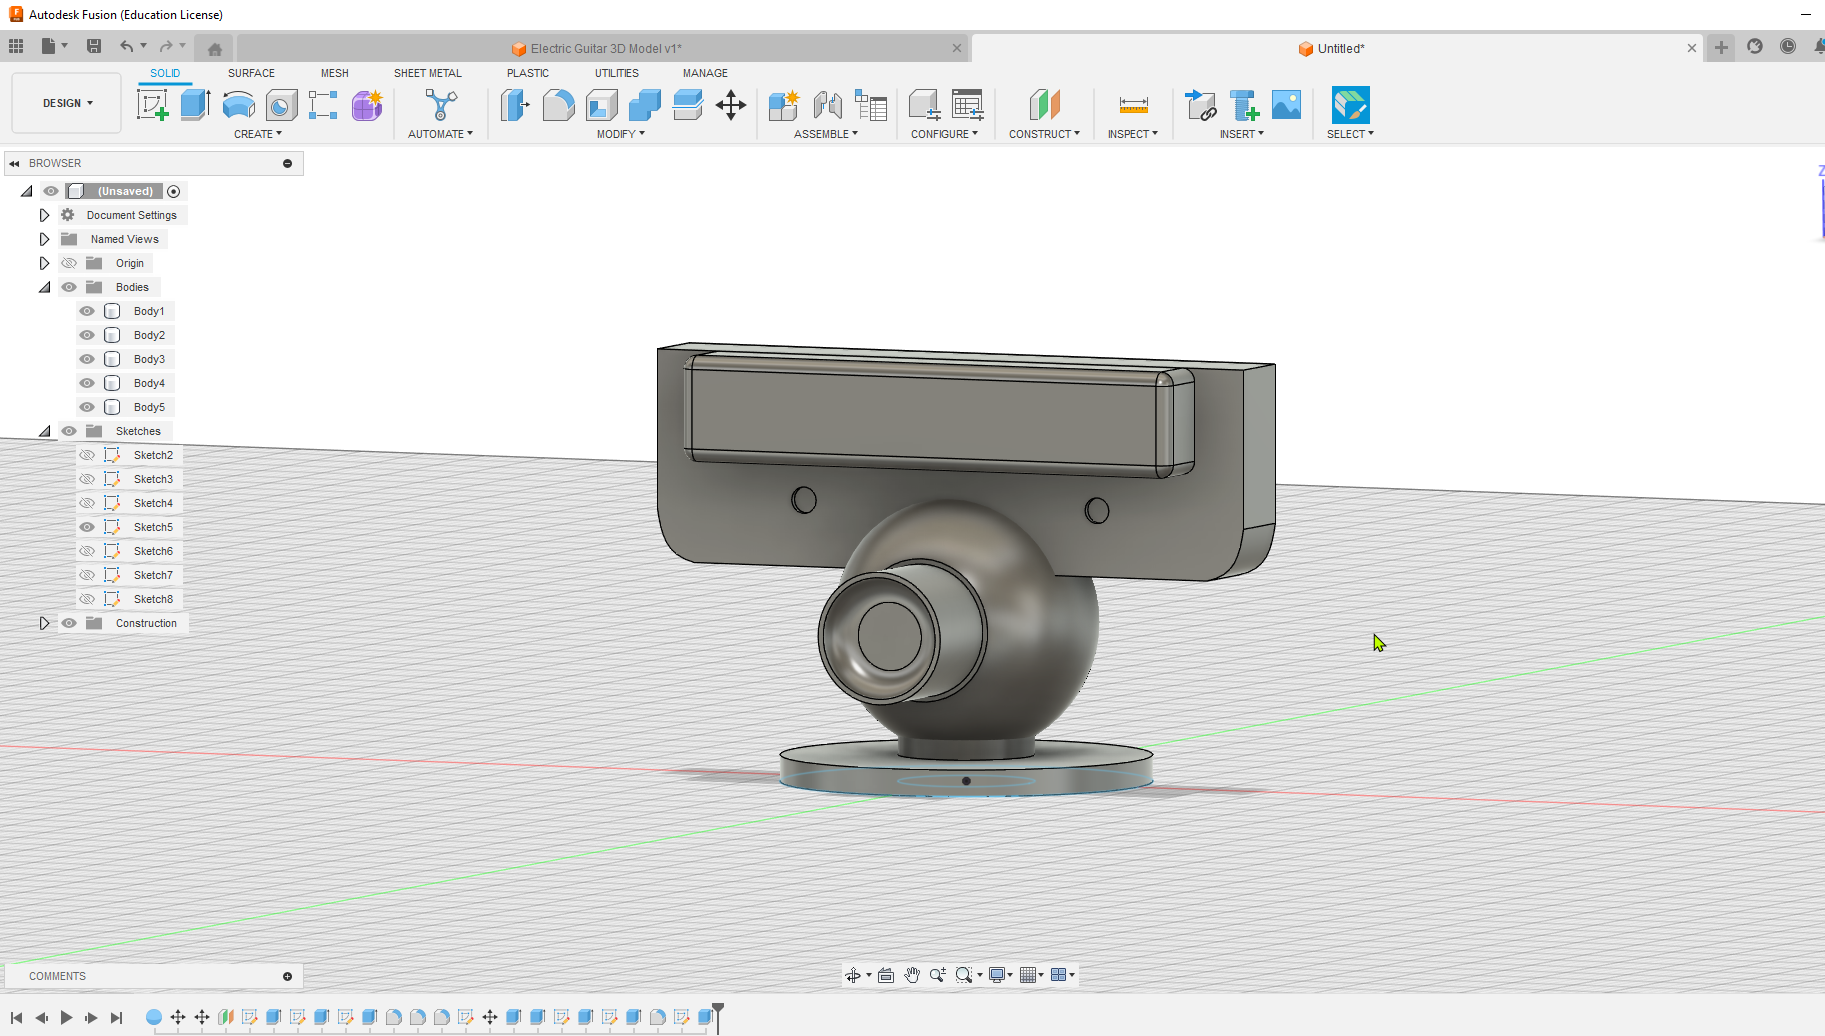 Autodesk Fusion (Education License)
Electric Guitar 3D Model v1*
Untitled*
SOLID SURFACE MESH SHEET METAL PLASTIC UTILITIES MANAGE
DESIGN
CREATE AUTOMATE MODIFY ASSEMBLE CONFIGURE CONSTRUCT INSPECT INSERT SELECT
BROWSER
(Unsaved)
Document Settings
Named Views
Origin
Bodies
Body1
Body2
Body3
Body4
Body5
Sketches
Sketch2
Sketch3
Sketch4
Sketch5
Sketch6
Sketch7
Sketch8
Construction
Z
COMMENTS